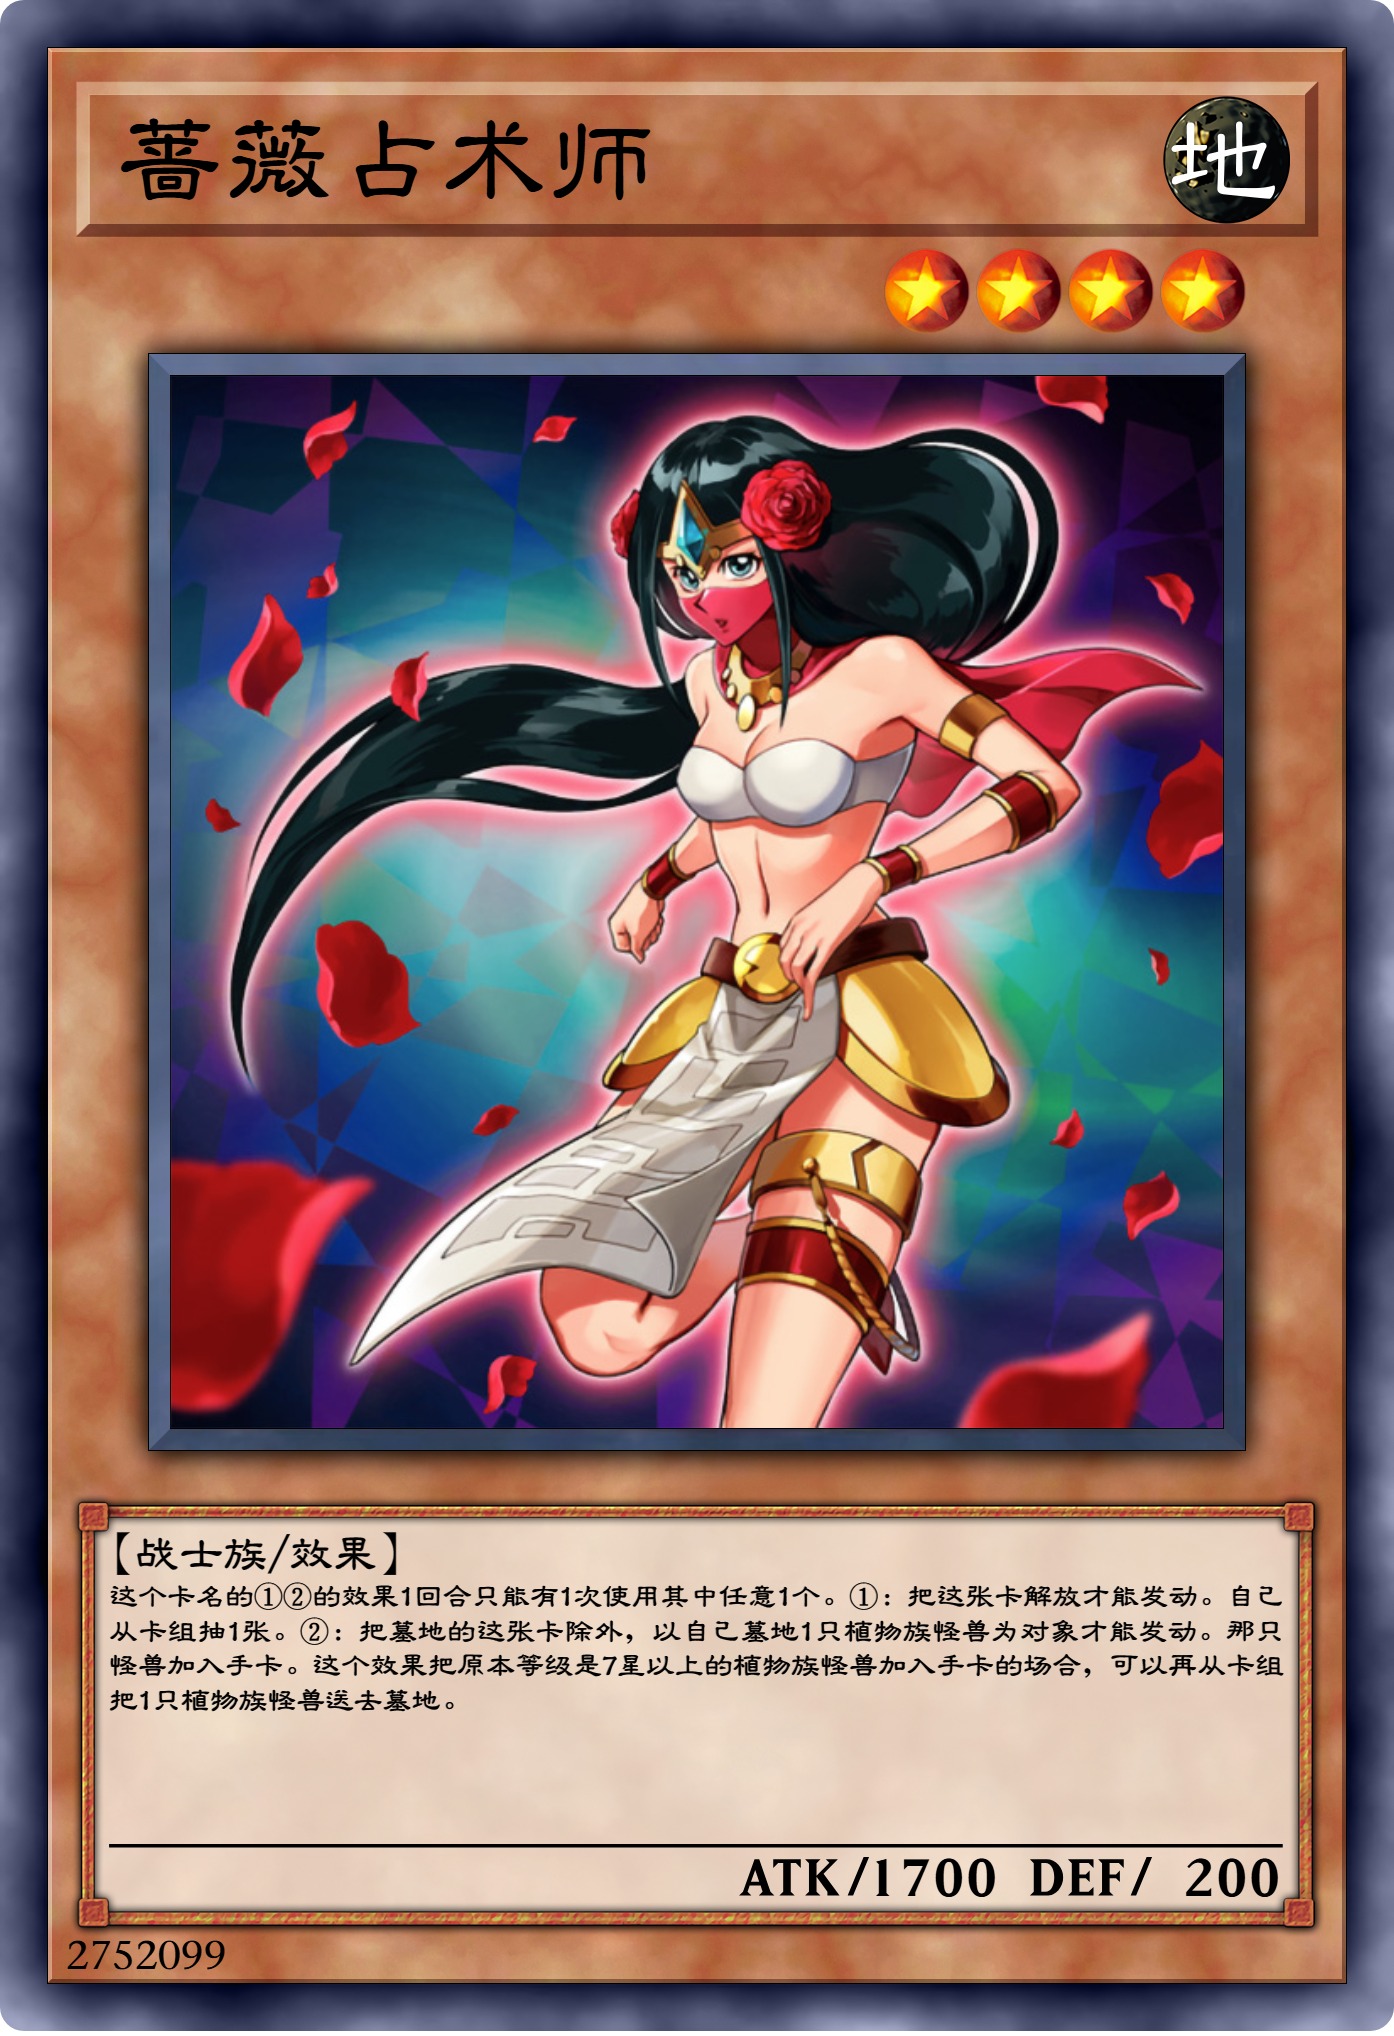 蔷薇占术师
地
【战士族/效果】
这个卡名的①②的效果1回合只能有1次使用其中任意1个。①：把这张卡解放才能发动。自己
从卡组抽1张。②：把墓地的这张卡除外，以自己墓地1只植物族怪兽为对象才能发动。那只
怪兽加入手卡。这个效果把原本等级是7星以上的植物族怪兽加入手卡的场合，可以再从卡组
把1只植物族怪兽送去墓地。
ATK/1700 DEF/ 200
2752099